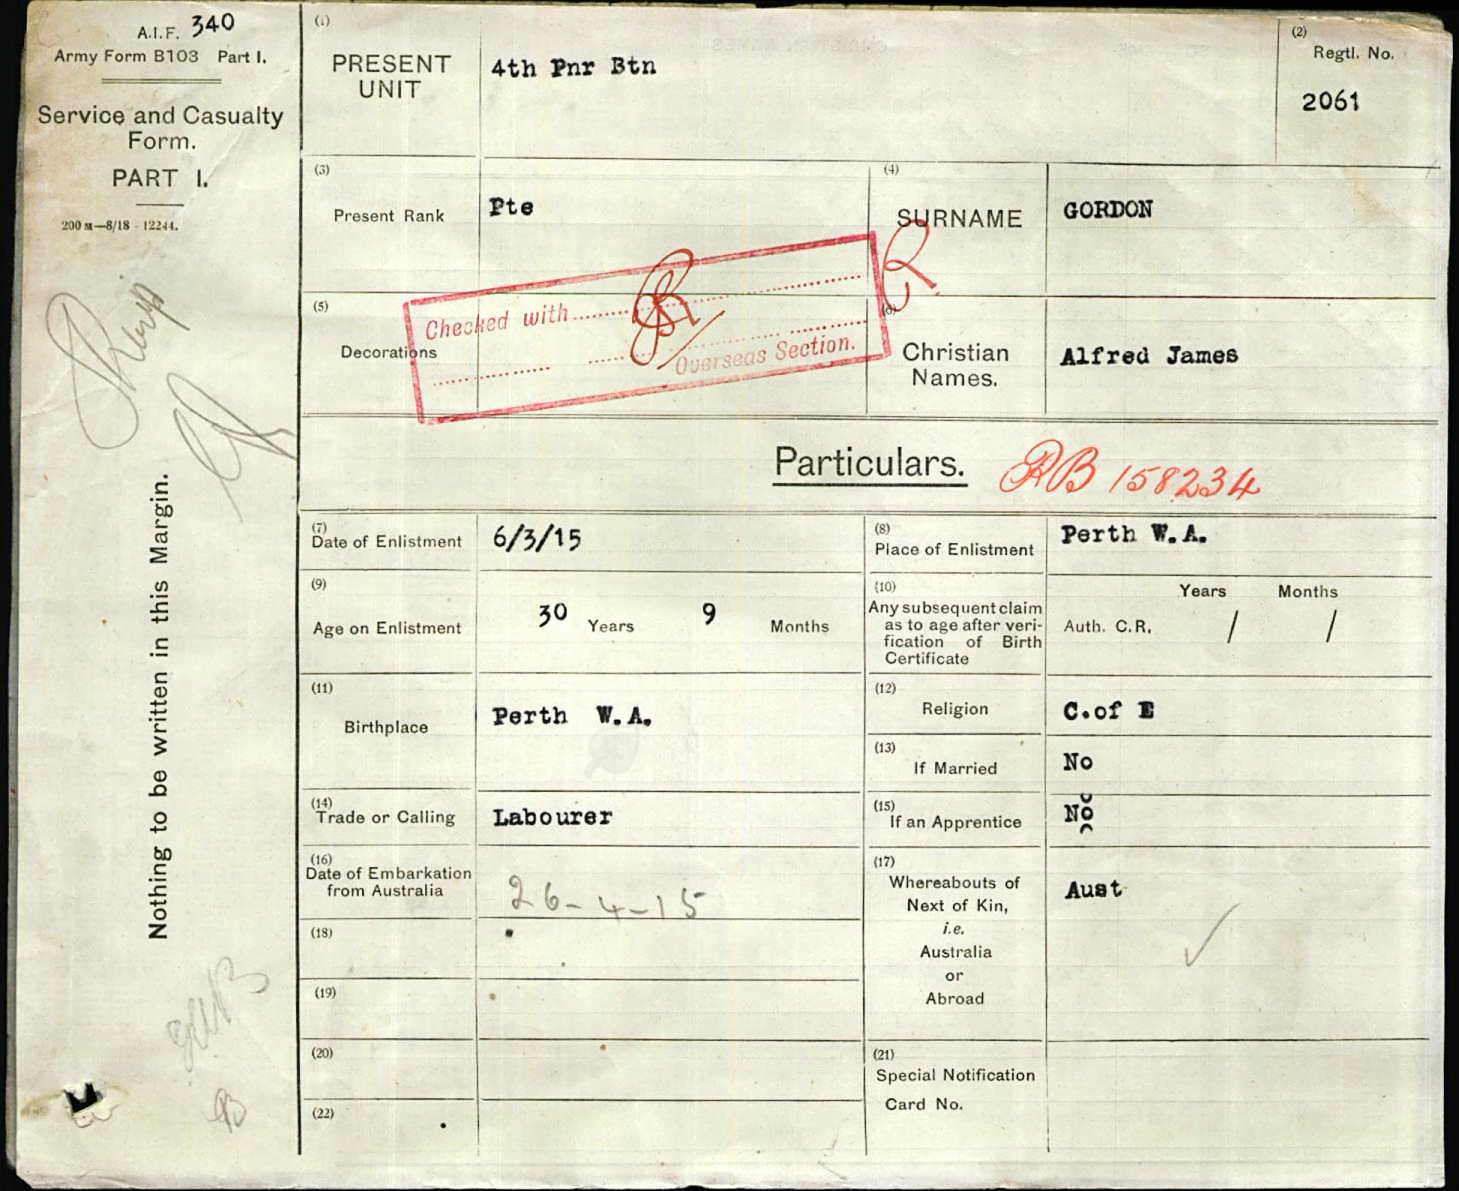 A.I.F. 340
Army Form B103 Part I.
Service and Casualty
Form.
PART I.
200 M—8/18 - 12244.
Nothing to be written in this Margin.
(1)
PRESENT
UNIT
4th Pnr Btn
(2)
Regtl. No.
2061
(3)
Present Rank
Pte
(4)
SURNAME
GORDON
(5)
Decorations
Checked with
Overseas Section.
(6)
Christian
Names.
Alfred James
Particulars. RB 158234
(7)
Date of Enlistment
6/3/15
(8)
Place of Enlistment
Perth W.A.
(9)
Age on Enlistment
30 Years 9 Months
(10)
Any subsequent claim
as to age after veri-
fication of Birth
Certificate
Years Months
Auth. C.R. / /
(11)
Birthplace
Perth W.A.
(12)
Religion
C.of E
(13)
If Married
No
(14)
Trade or Calling
Labourer
(15)
If an Apprentice
No
(16)
Date of Embarkation
from Australia
26-4-15
(17)
Whereabouts of
Next of Kin,
i.e.
Australia
or
Abroad
Aust
(18)
(19)
(20)
(21)
Special Notification
Card No.
(22)